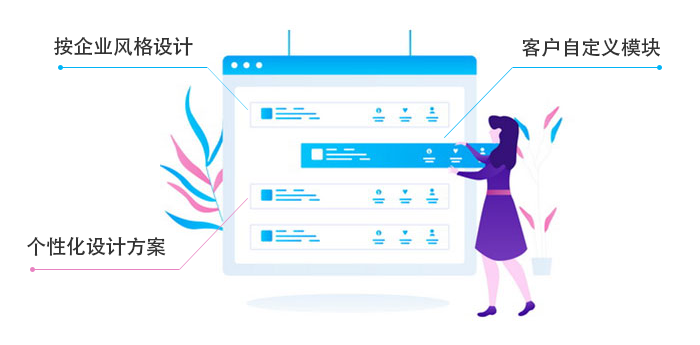 按企业风格设计
客户自定义模块
个性化设计方案